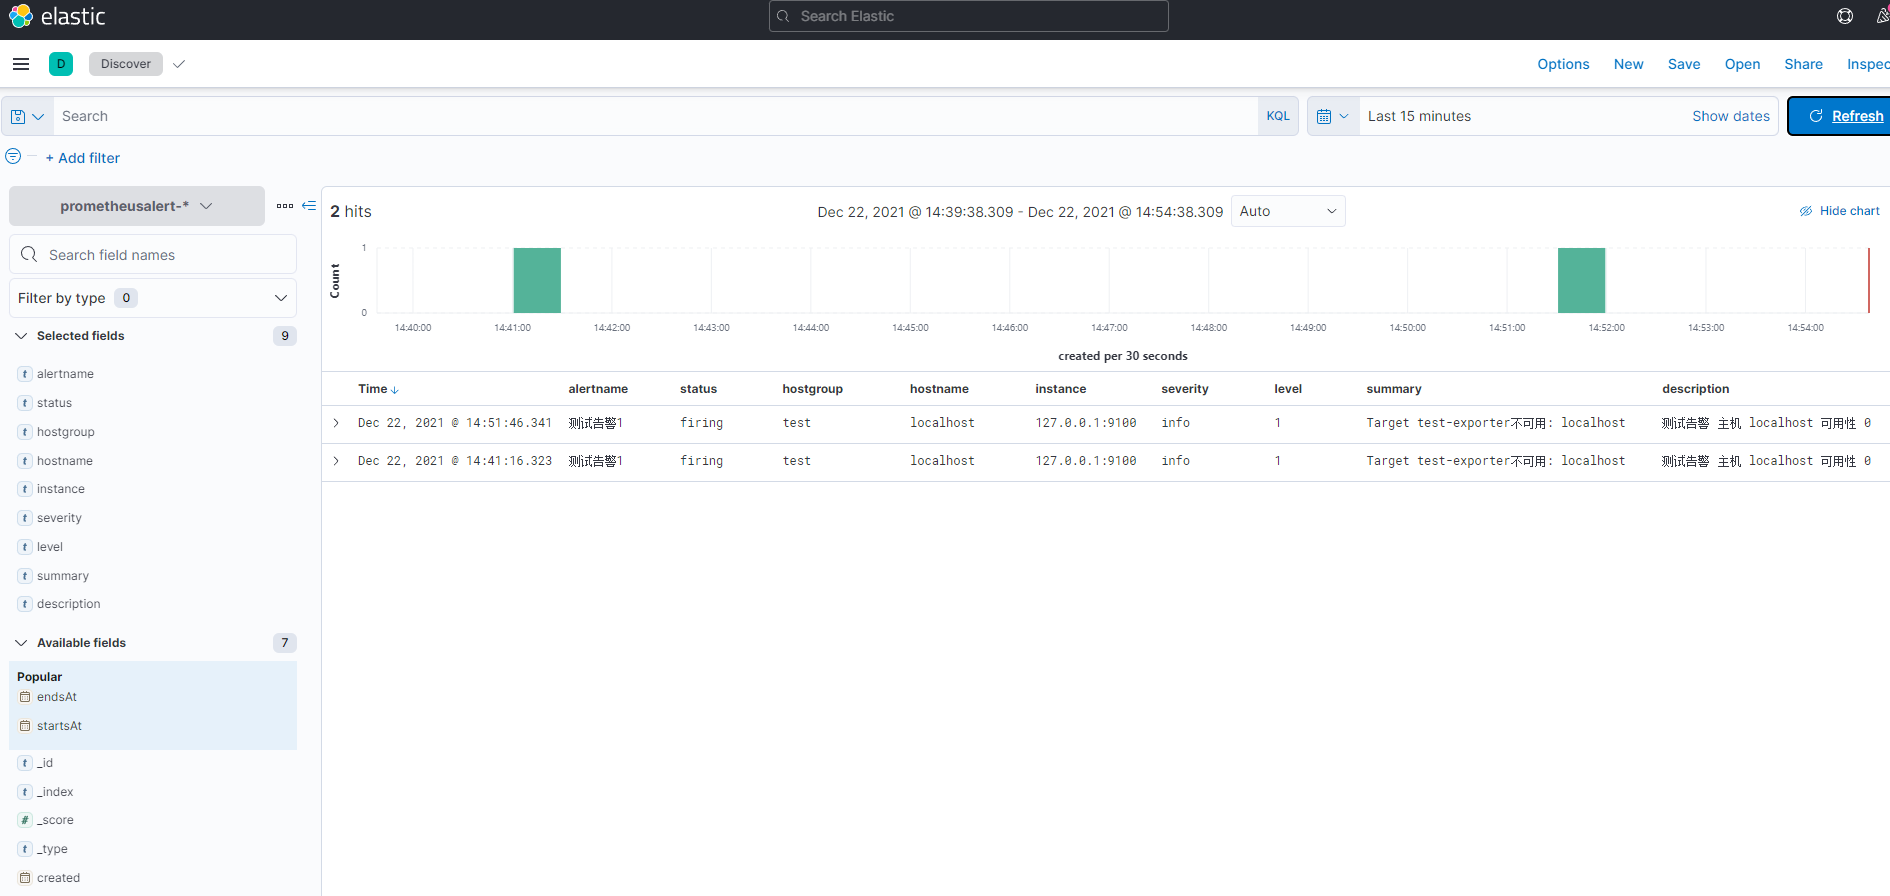 elastic
Search Elastic
D
Discover
Options
New
Save
Open
Share
Inspec
Search
KQL
Last 15 minutes
Show dates
Refresh
+ Add filter
prometheusalert-*
Search field names
Filter by type 0
Selected fields 9
t alertname
t status
t hostgroup
t hostname
t instance
t severity
t level
t summary
t description
Available fields 7
Popular
endsAt
startsAt
t _id
t _index
# _score
t _type
created
2 hits
Dec 22, 2021 @ 14:39:38.309 - Dec 22, 2021 @ 14:54:38.309
Auto
Hide chart
Count
1
0
14:40:00 14:41:00 14:42:00 14:43:00 14:44:00 14:45:00 14:46:00 14:47:00 14:48:00 14:49:00 14:50:00 14:51:00 14:52:00 14:53:00 14:54:00
created per 30 seconds
Time alertname status hostgroup hostname instance severity level summary description
Dec 22, 2021 @ 14:51:46.341 测试告警1 firing test localhost 127.0.0.1:9100 info 1 Target test-exporter不可用: localhost 测试告警 主机 localhost 可用性 0
Dec 22, 2021 @ 14:41:16.323 测试告警1 firing test localhost 127.0.0.1:9100 info 1 Target test-exporter不可用: localhost 测试告警 主机 localhost 可用性 0